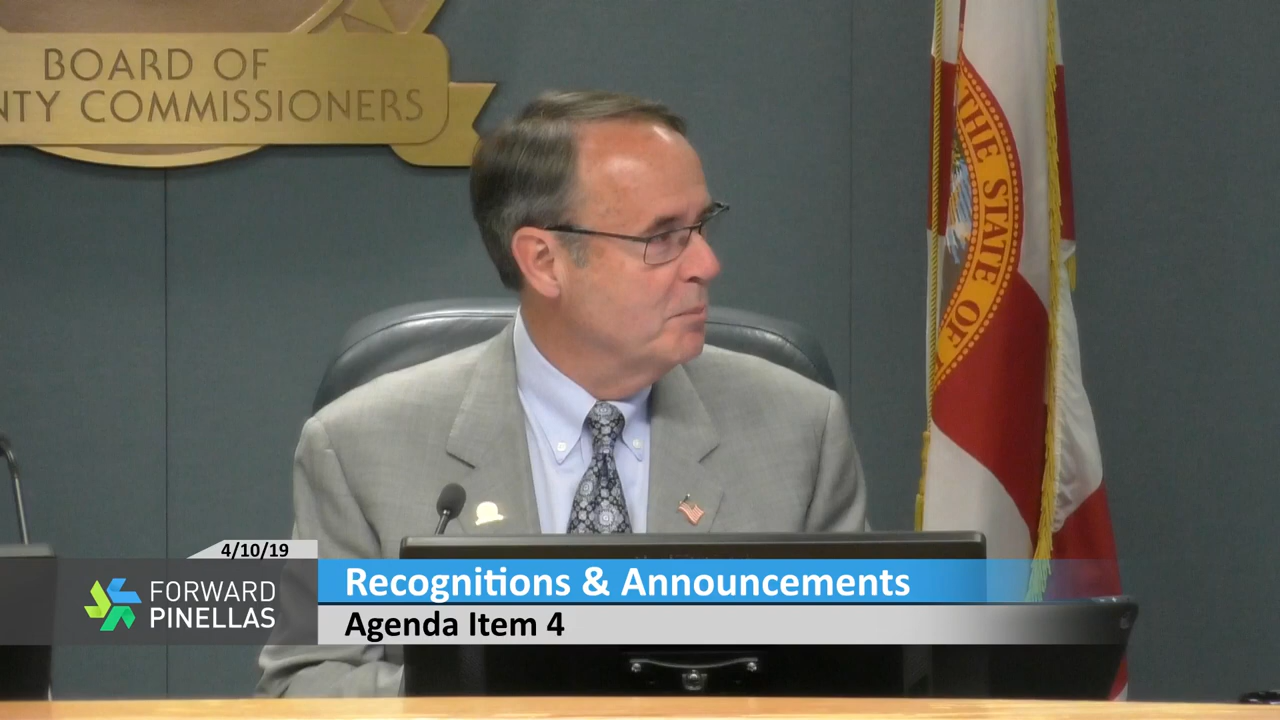 BOARD OF
NTY COMMISSIONERS
THE STATE OF
4/10/19
FORWARD
PINELLAS
Recognitions & Announcements
Agenda Item 4